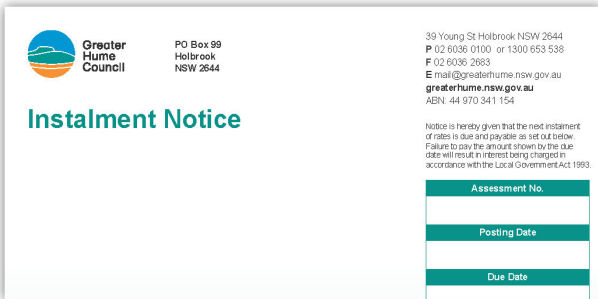 Greater
Hume
Council
PO Box 99
Holbrook
NSW 2644
39 Young St Holbrook NSW 2644
P 02 6036 0100 or 1300 653 538
F 02 6036 2683
E mail@greaterhume.nsw.gov.au
greaterhume.nsw.gov.au
ABN: 44 970 341 154
Instalment Notice
Notice is hereby given that the next instalment
of rates is due and payable as set out below.
Failure to pay the amount shown by the due
date will result in interest being charged in
accordance with the Local Government Act 1993.
Assessment No.
Posting Date
Due Date